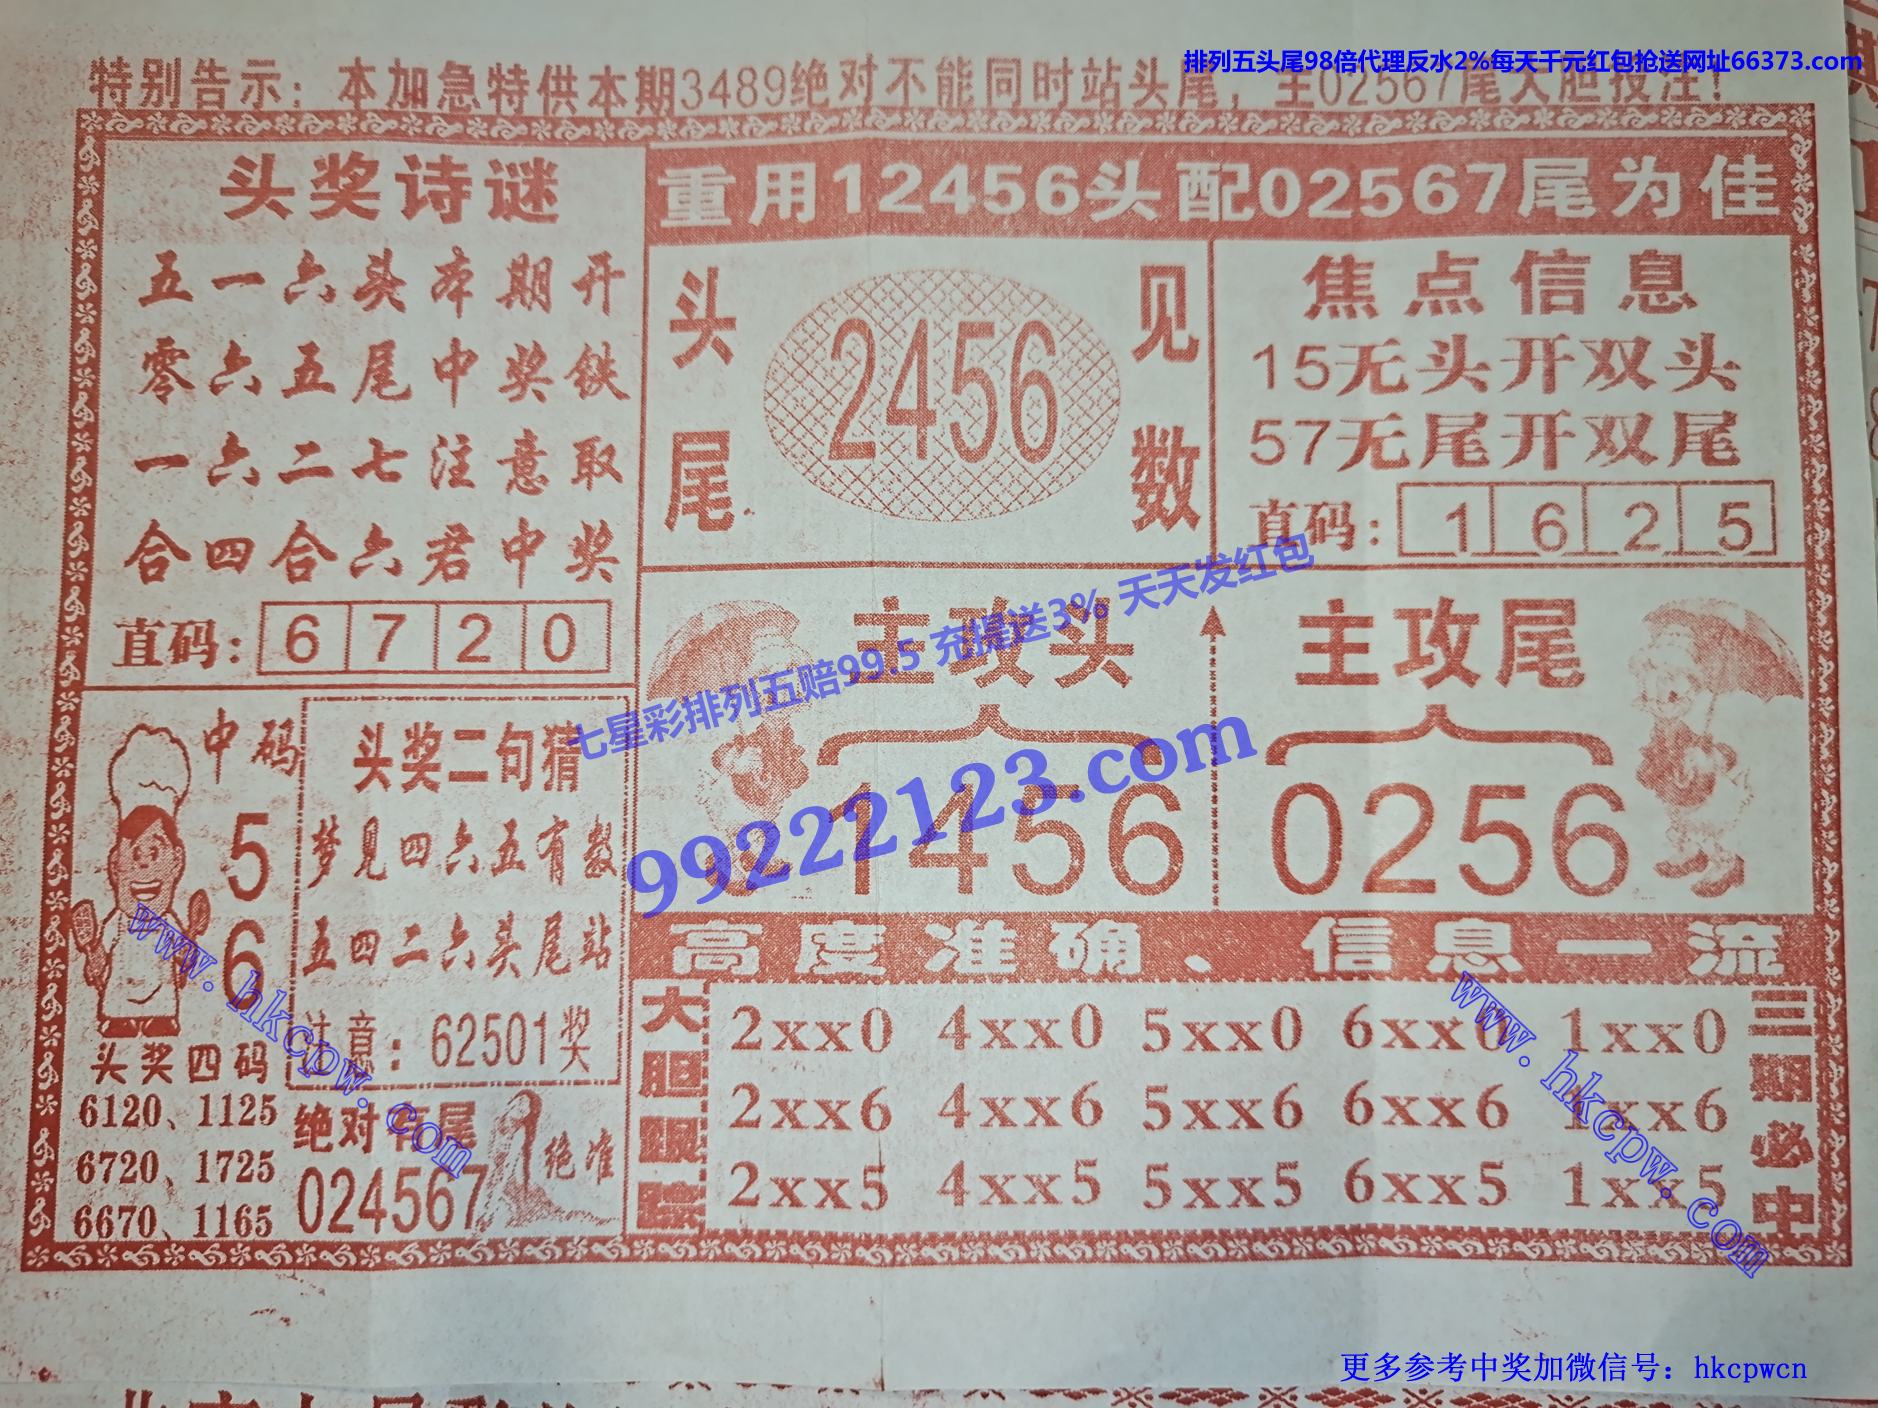 排列五头尾98倍代理反水2%每天千元红包抢送网址66373.com
特别告示：本加急特供本期3489绝对不能同时站头尾，主02567尾大胆投注！
头奖诗谜
五一六头本期开
零六五尾中奖铁
一六二七注意取
合四合六君中奖
直码：6720
重用12456头配02567尾为佳
头尾
2456
见数
焦点信息
15无头开双头
57无尾开双尾
直码：1625
主攻头
1456
主攻尾
0256
七星彩排列五赔99.5 充提送3% 天天发红包
99222123.com
中码
5
6
头奖四码
6120、1125
6720、1725
6670、1165
头奖二句猜
梦见四六五有数
五四二六头尾站
注意：62501奖
绝对有尾
024567
绝准
高度准确、信息一流
大胆跟踪
2xx0 4xx0 5xx0 6xx0 1xx0
2xx6 4xx6 5xx6 6xx6 1xx6
2xx5 4xx5 5xx5 6xx5 1xx5
三期必中
www.hkcpw.com
www.hkcpw.com
更多参考中奖加微信号：hkcpwcn